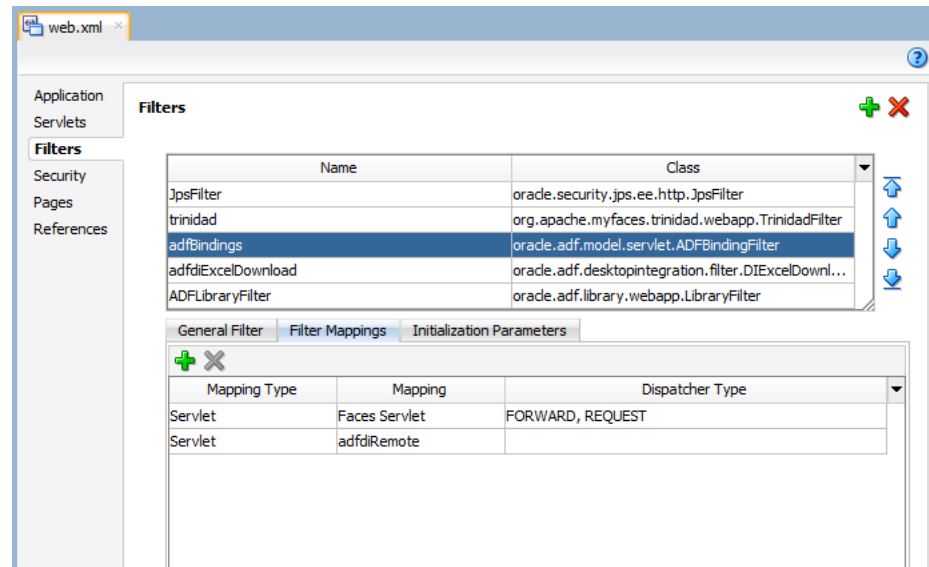 web.xml
Application
Servlets
Filters
Security
Pages
References
Filters
Name Class
JpsFilter oracle.security.jps.ee.http.JpsFilter
trinidad org.apache.myfaces.trinidad.webapp.TrinidadFilter
adfBindings oracle.adf.model.servlet.ADFBindingFilter
adfdiExcelDownload oracle.adf.desktopintegration.filter.DIExcelDownl...
ADFLibraryFilter oracle.adf.library.webapp.LibraryFilter
General Filter Filter Mappings Initialization Parameters
Mapping Type Mapping Dispatcher Type
Servlet Faces Servlet FORWARD, REQUEST
Servlet adfdiRemote